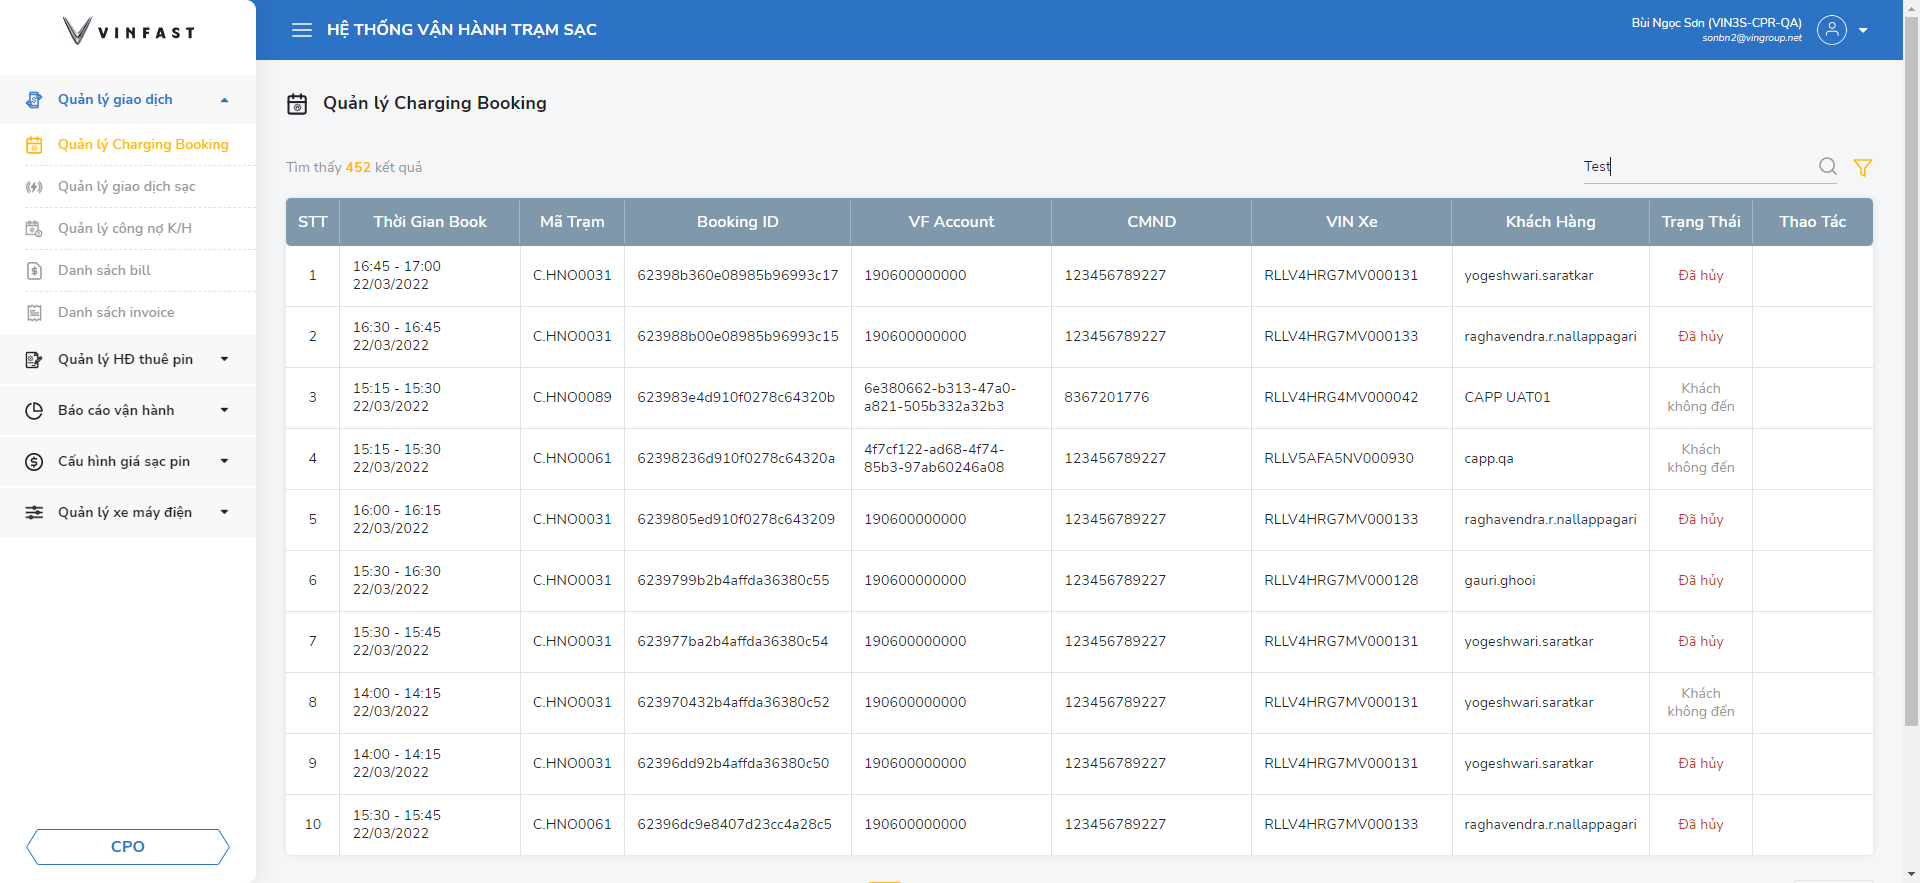 VINFAST
HỆ THỐNG VẬN HÀNH TRẠM SẠC
Bùi Ngọc Sơn (VIN3S-CPR-QA)
sonbn2@vingroup.net
Quản lý giao dịch
Quản lý Charging Booking
Quản lý giao dịch sạc
Quản lý công nợ K/H
Danh sách bill
Danh sách invoice
Quản lý HĐ thuê pin
Báo cáo vận hành
Cấu hình giá sạc pin
Quản lý xe máy điện
CPO
Quản lý Charging Booking
Tìm thấy 452 kết quả
Test
STT Thời Gian Book Mã Trạm Booking ID VF Account CMND VIN Xe Khách Hàng Trạng Thái Thao Tác
1 16:45 - 17:00 22/03/2022 C.HNO0031 62398b360e08985b96993c17 190600000000 123456789227 RLLV4HRG7MV000131 yogeshwari.saratkar Đã hủy
2 16:30 - 16:45 22/03/2022 C.HNO0031 623988b00e08985b96993c15 190600000000 123456789227 RLLV4HRG7MV000133 raghavendra.r.nallappagari Đã hủy
3 15:15 - 15:30 22/03/2022 C.HNO0089 623983e4d910f0278c64320b 6e380662-b313-47a0-a821-505b332a32b3 8367201776 RLLV4HRG4MV000042 CAPP UAT01 Khách không đến
4 15:15 - 15:30 22/03/2022 C.HNO0061 62398236d910f0278c64320a 4f7cf122-ad68-4f74-85b3-97ab60246a08 123456789227 RLLV5AFA5NV000930 capp.qa Khách không đến
5 16:00 - 16:15 22/03/2022 C.HNO0031 6239805ed910f0278c643209 190600000000 123456789227 RLLV4HRG7MV000133 raghavendra.r.nallappagari Đã hủy
6 15:30 - 16:30 22/03/2022 C.HNO0031 6239799b2b4affda36380c55 190600000000 123456789227 RLLV4HRG7MV000128 gauri.ghooi Đã hủy
7 15:30 - 15:45 22/03/2022 C.HNO0031 623977ba2b4affda36380c54 190600000000 123456789227 RLLV4HRG7MV000131 yogeshwari.saratkar Đã hủy
8 14:00 - 14:15 22/03/2022 C.HNO0031 623970432b4affda36380c52 190600000000 123456789227 RLLV4HRG7MV000131 yogeshwari.saratkar Khách không đến
9 14:00 - 14:15 22/03/2022 C.HNO0031 62396dd92b4affda36380c50 190600000000 123456789227 RLLV4HRG7MV000131 yogeshwari.saratkar Đã hủy
10 15:30 - 15:45 22/03/2022 C.HNO0061 62396dc9e8407d23cc4a28c5 190600000000 123456789227 RLLV4HRG7MV000133 raghavendra.r.nallappagari Đã hủy